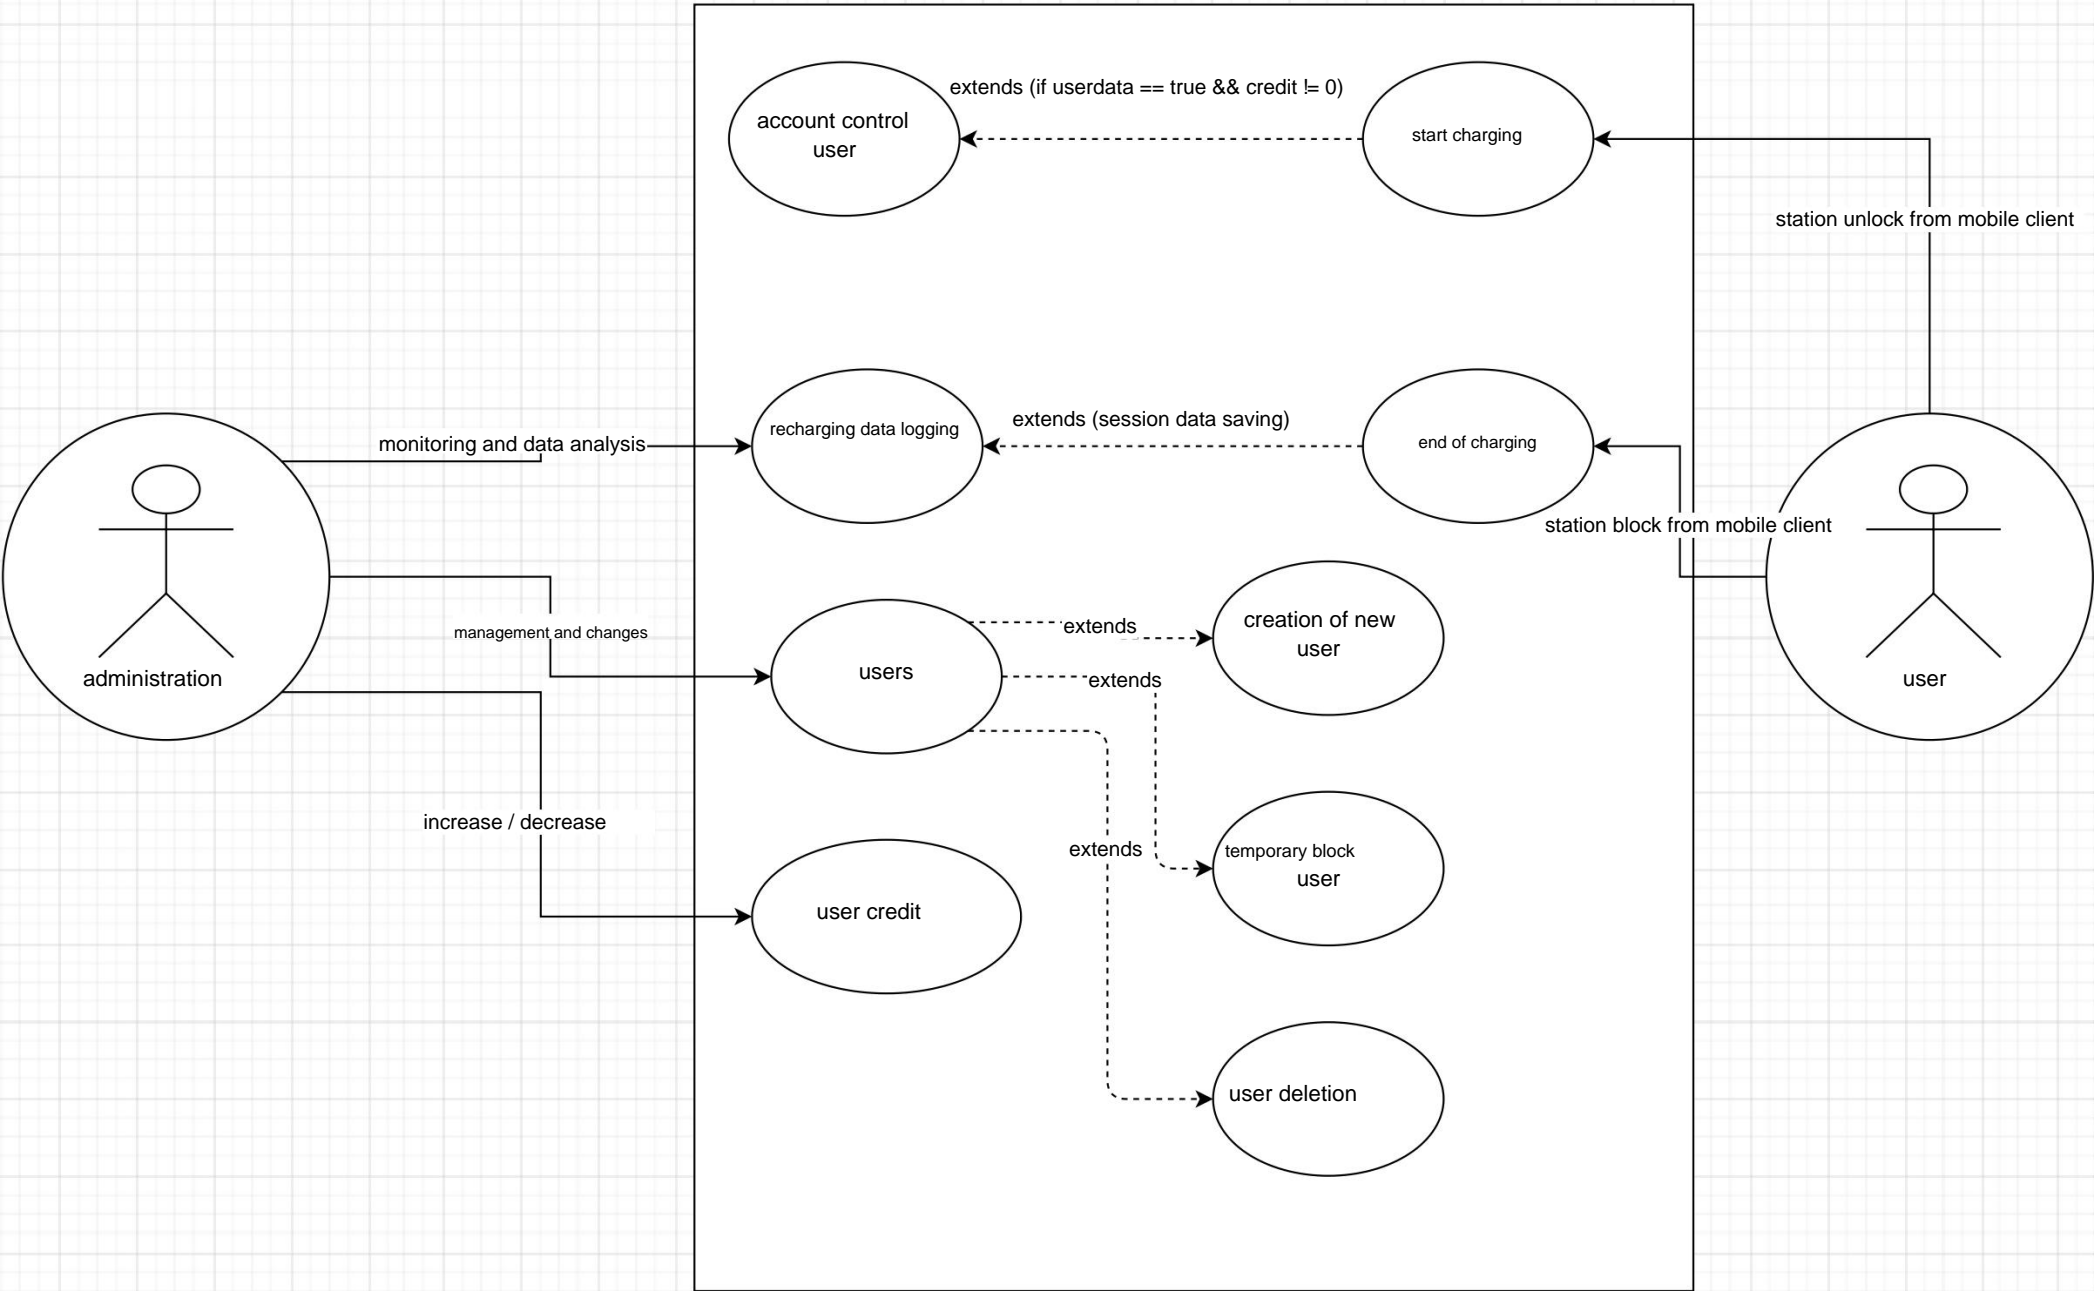 extends (if userdata == true && credit != 0)
account control
user
start charging
station unlock from mobile client
extends (session data saving)
recharging data logging
monitoring and data analysis
end of charging
station block from mobile client
creation of new
user
extends
management and changes
users
extends
administration
user
increase / decrease
extends
temporary block
user
user credit
user deletion